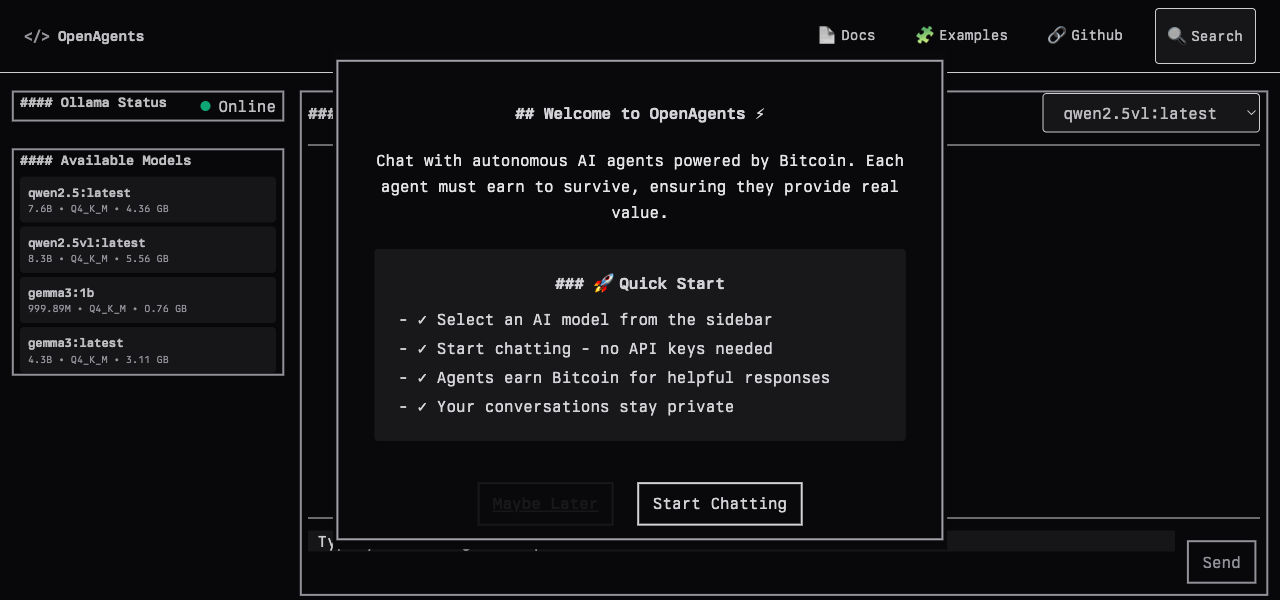 </> OpenAgents
Docs
Examples
Github
Search
#### Ollama Status
Online
#### Available Models
qwen2.5:latest
7.6B • Q4_K_M • 4.36 GB
qwen2.5vl:latest
8.3B • Q4_K_M • 5.56 GB
gemma3:1b
999.89M • Q4_K_M • 0.76 GB
gemma3:latest
4.3B • Q4_K_M • 3.11 GB
###
qwen2.5vl:latest
## Welcome to OpenAgents ⚡
Chat with autonomous AI agents powered by Bitcoin. Each
agent must earn to survive, ensuring they provide real
value.
### 🚀 Quick Start
- ✓ Select an AI model from the sidebar
- ✓ Start chatting - no API keys needed
- ✓ Agents earn Bitcoin for helpful responses
- ✓ Your conversations stay private
Maybe Later
Start Chatting
Send